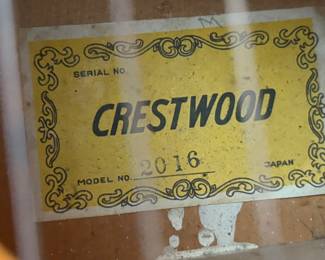 M
SERIAL NO.
CRESTWOOD
MODEL NO. 2016 JAPAN